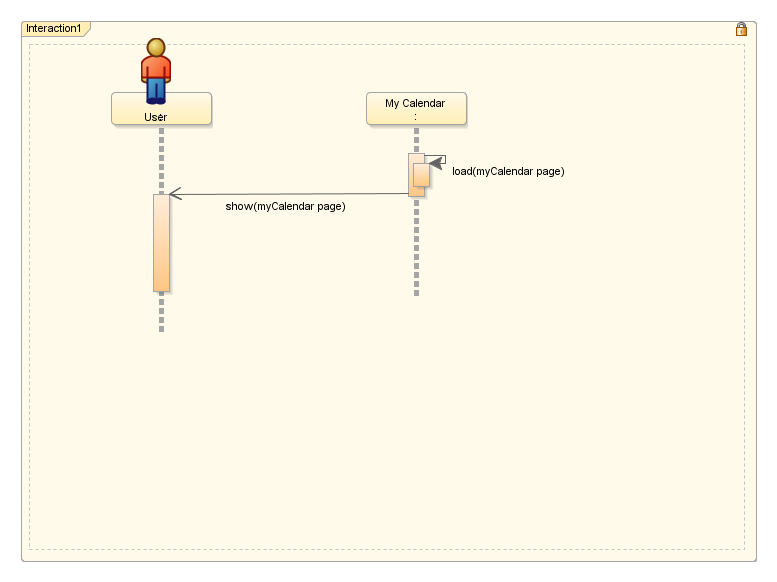 Interaction1
User
My Calendar
:
load(myCalendar page)
show(myCalendar page)